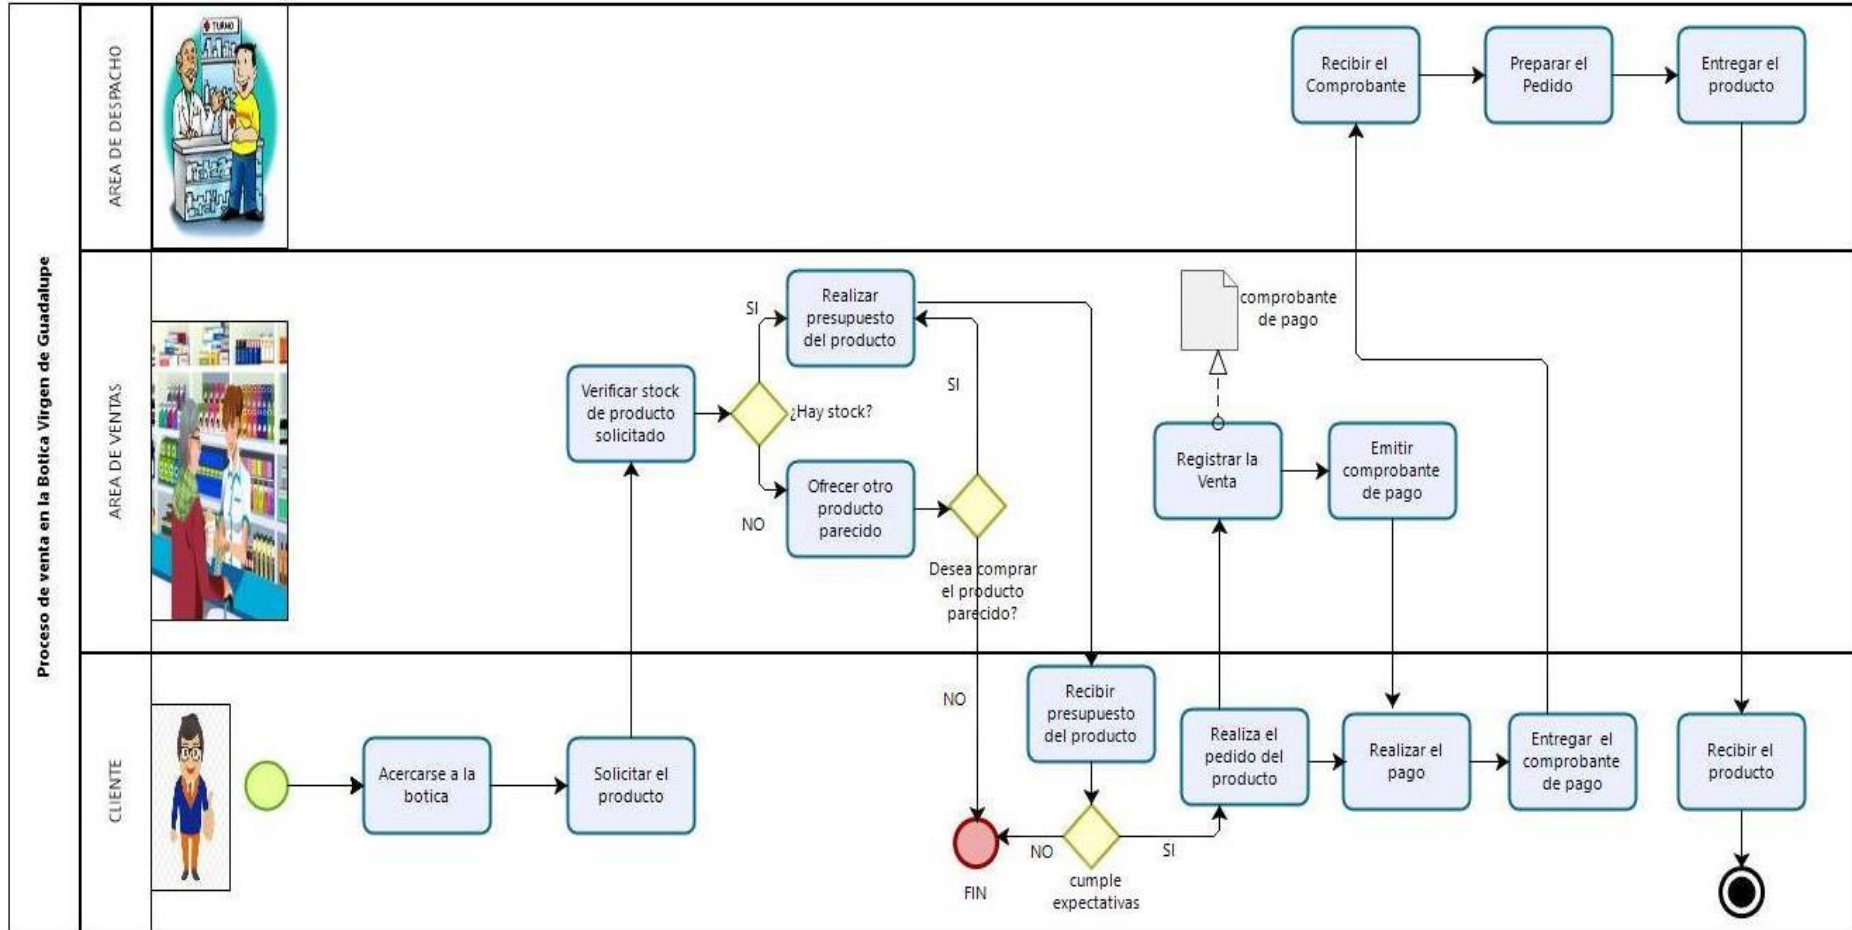 Proceso de venta en la Botica Virgen de Guadalupe
AREA DE DESPACHO
TURNO
Recibir el
Comprobante
Preparar el
Pedido
Entregar el
producto
AREA DE VENTAS
Realizar
presupuesto
del producto
SI
comprobante
de pago
Verificar stock
de producto
solicitado
¿Hay stock?
SI
Ofrecer otro
producto
parecido
NO
Desea comprar
el producto
parecido?
Registrar la
Venta
Emitir
comprobante
de pago
CLIENTE
Acercarse a la
botica
Solicitar el
producto
NO
Recibir
presupuesto
del producto
Realiza el
pedido del
producto
Realizar el
pago
Entregar el
comprobante
de pago
Recibir el
producto
NO
SI
FIN
cumple
expectativas